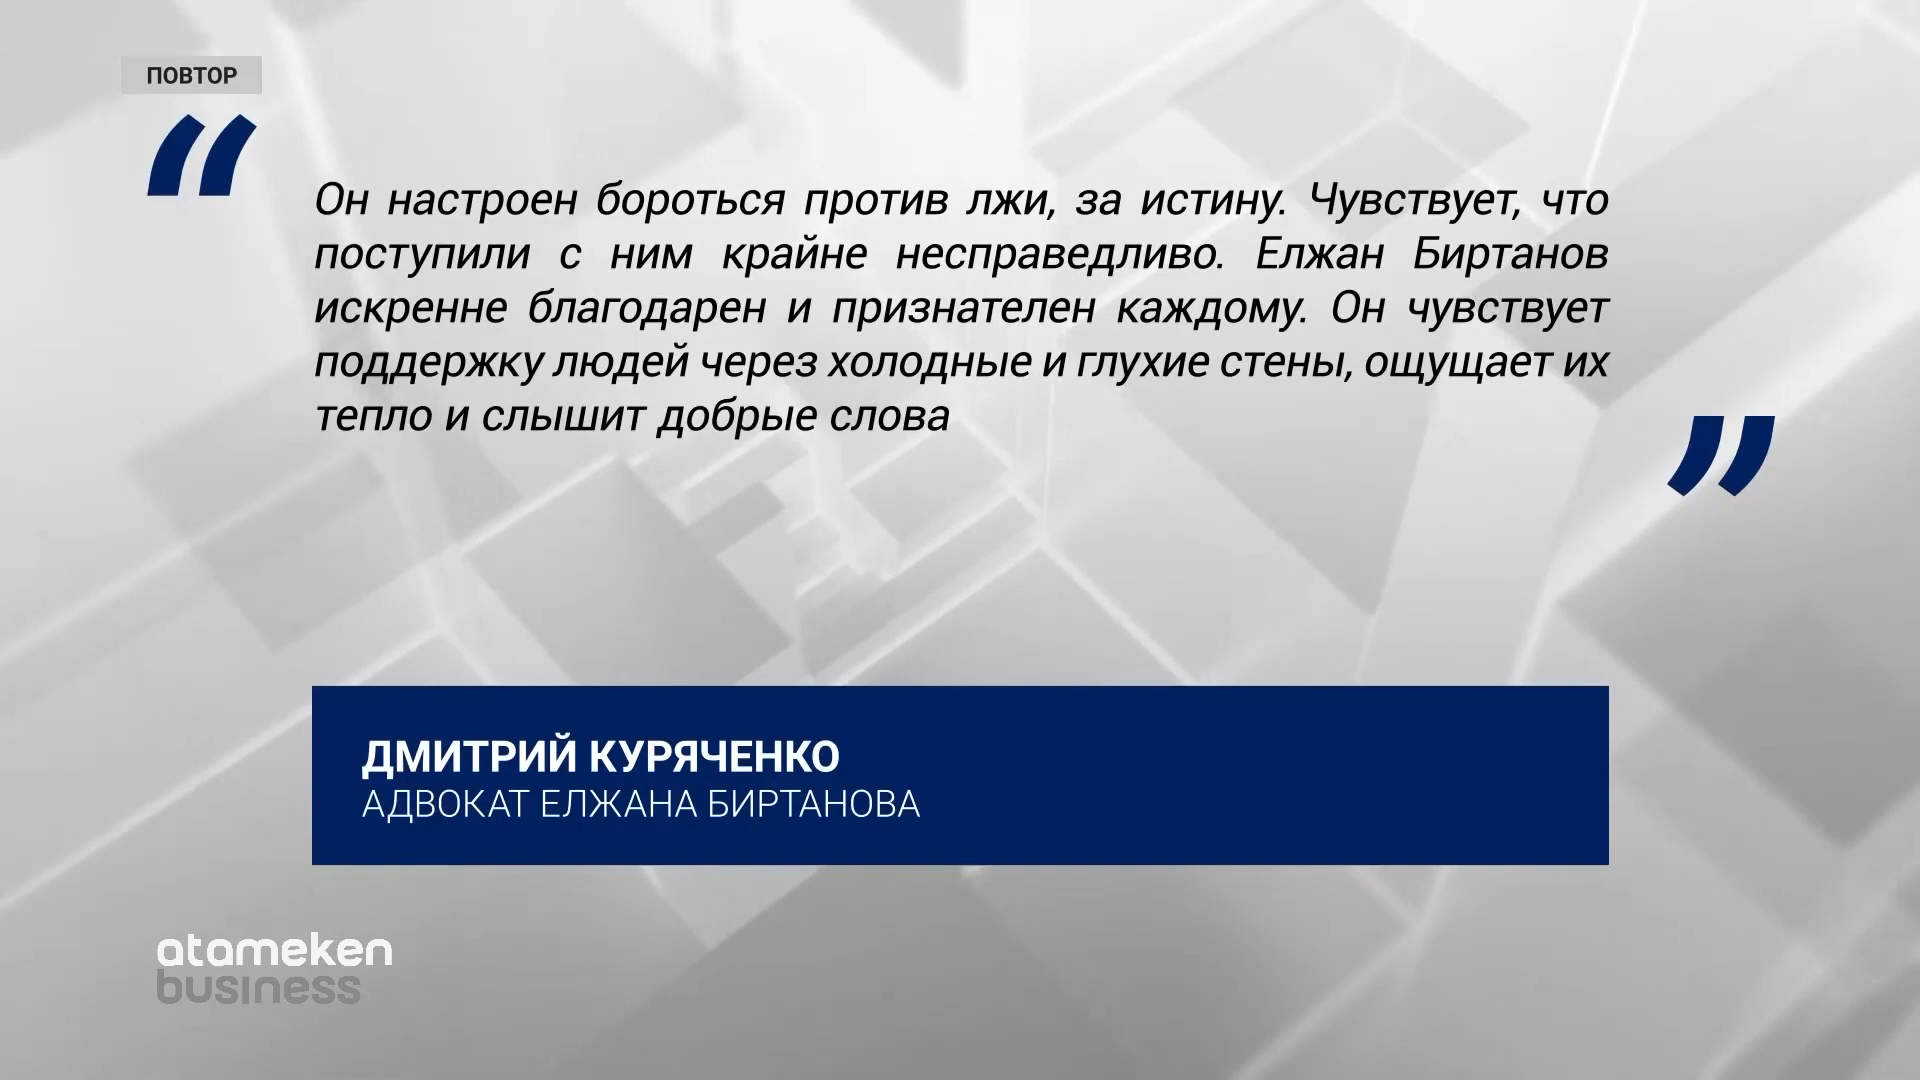 ПОВТОР
“
Он настроен бороться против лжи, за истину. Чувствует, что
поступили с ним крайне несправедливо. Елжан Биртанов
искренне благодарен и признателен каждому. Он чувствует
поддержку людей через холодные и глухие стены, ощущает их
тепло и слышит добрые слова
”
ДМИТРИЙ КУРЯЧЕНКО
АДВОКАТ ЕЛЖАНА БИРТАНОВА
atameken
business